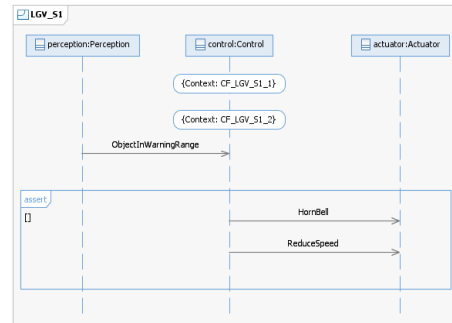 LGV_S1
perception:Perception
control:Control
actuator:Actuator
{Context: CF_LGV_S1_1}
{Context: CF_LGV_S1_2}
ObjectInWarningRange
assert
[]
HornBell
ReduceSpeed